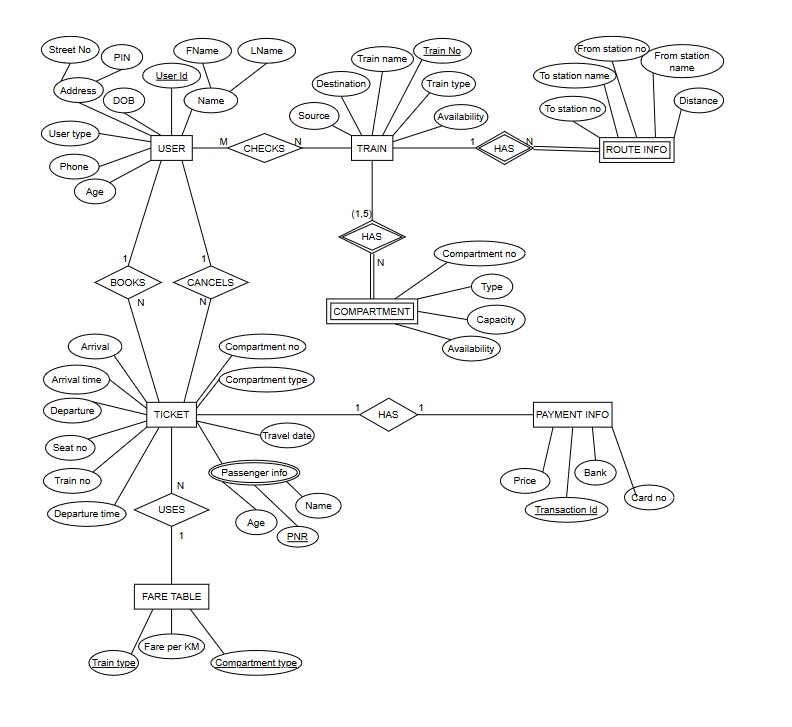 Street No
PIN
FName
LName
User Id
Address
DOB
Name
User type
Phone
Age
USER
M
CHECKS
N
Train name
Train No
Destination
Train type
Source
Availability
TRAIN
1
HAS
N
From station no
From station
name
To station name
To station no
Distance
ROUTE INFO
(1,5)
HAS
N
Compartment no
Type
COMPARTMENT
Capacity
Availability
1
BOOKS
N
1
CANCELS
N
Arrival
Arrival time
Departure
Seat no
Train no
Departure time
TICKET
Compartment no
Compartment type
Travel date
Passenger info
Age
PNR
Name
1
HAS
1
PAYMENT INFO
Price
Bank
Transaction Id
Card no
N
USES
1
FARE TABLE
Train type
Fare per KM
Compartment type